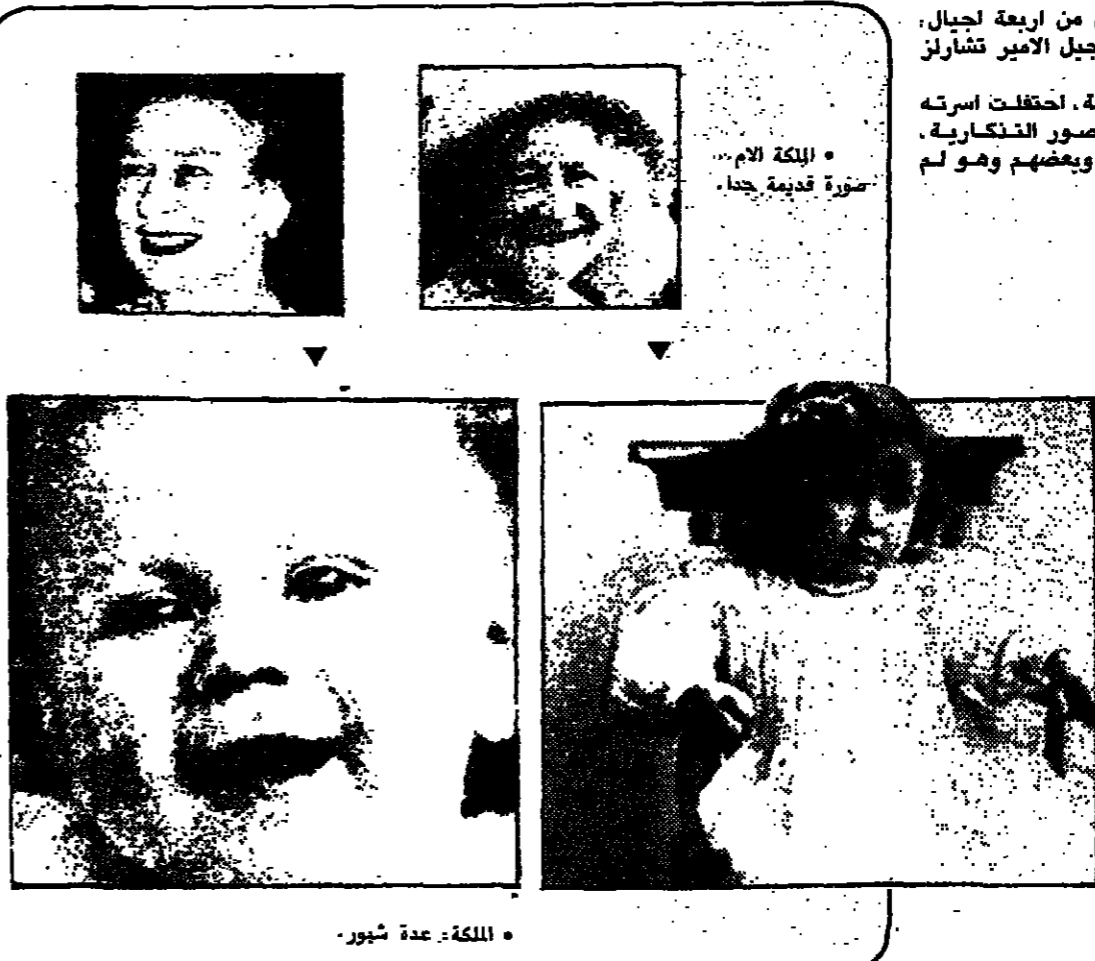 من اربعة اجيال،
جيل الامير تشارلز
احتفلت اسرته
صور التذكارية،
وبعضهم وهو لم
• الملكة الام..
صورة قديمة جدا.
• الملكة: عدة شهور.